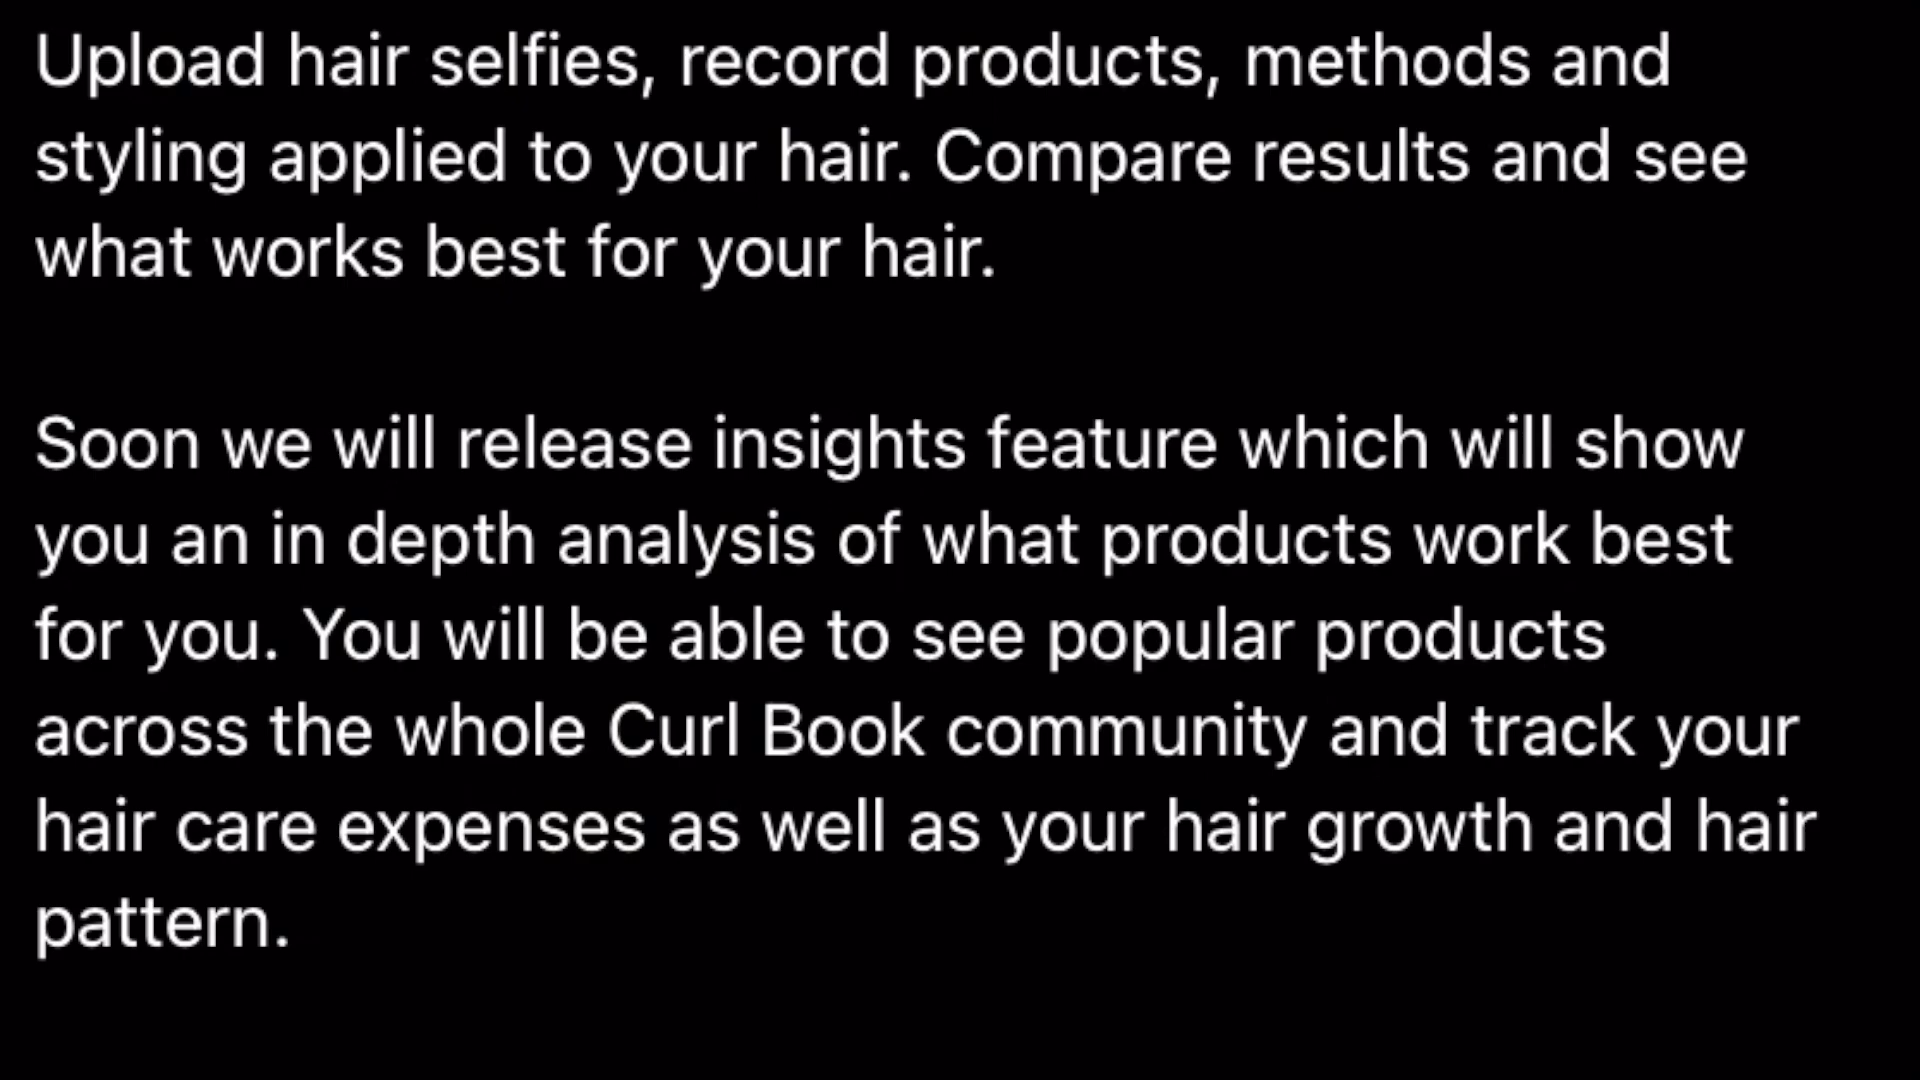 Upload hair selfies, record products, methods and
styling applied to your hair. Compare results and see
what works best for your hair.
Soon we will release insights feature which will show
you an in depth analysis of what products work best
for you. You will be able to see popular products
across the whole Curl Book community and track your
hair care expenses as well as your hair growth and hair
pattern.